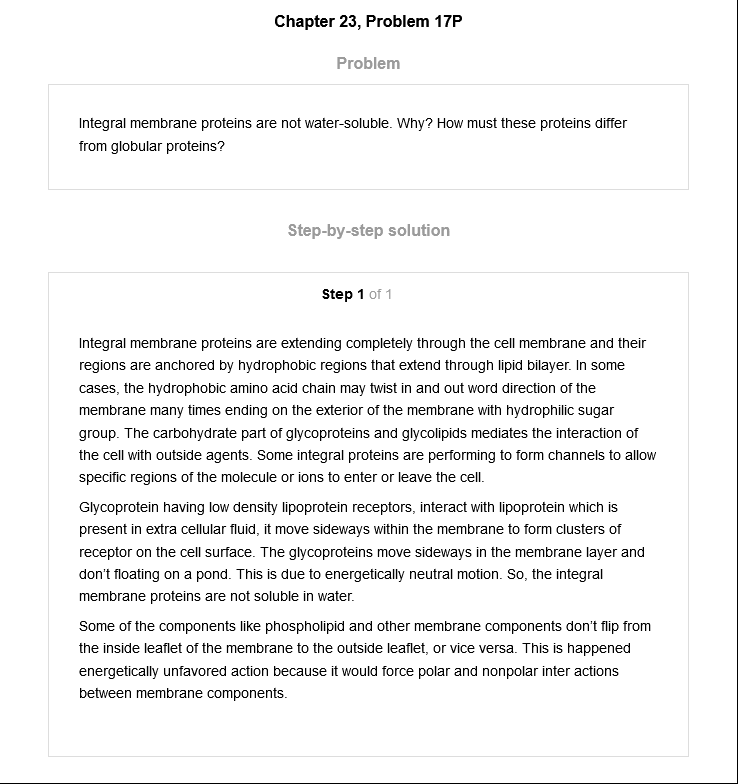 Chapter 23, Problem 17P
Problem
Integral membrane proteins are not water-soluble. Why? How must these proteins differ
from globular proteins?
Step-by-step solution
Step 1 of 1
Integral membrane proteins are extending completely through the cell membrane and their
regions are anchored by hydrophobic regions that extend through lipid bilayer. In some
cases, the hydrophobic amino acid chain may twist in and out word direction of the
membrane many times ending on the exterior of the membrane with hydrophilic sugar
group. The carbohydrate part of glycoproteins and glycolipids mediates the interaction of
the cell with outside agents. Some integral proteins are performing to form channels to allow
specific regions of the molecule or ions to enter or leave the cell.
Glycoprotein having low density lipoprotein receptors, interact with lipoprotein which is
present in extra cellular fluid, it move sideways within the membrane to form clusters of
receptor on the cell surface. The glycoproteins move sideways in the membrane layer and
don’t floating on a pond. This is due to energetically neutral motion. So, the integral
membrane proteins are not soluble in water.
Some of the components like phospholipid and other membrane components don’t flip from
the inside leaflet of the membrane to the outside leaflet, or vice versa. This is happened
energetically unfavored action because it would force polar and nonpolar inter actions
between membrane components.